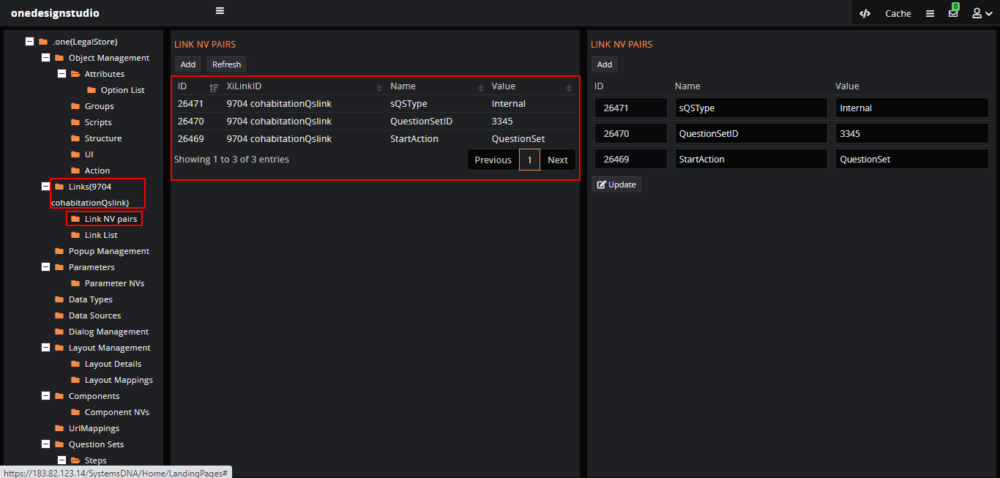 onedesignstudio
Cache
0
.one(LegalStore)
Object Management
Attributes
Option List
Groups
Scripts
Structure
UI
Action
Links(9704
cohabitationQslink)
Link NV pairs
Link List
Popup Management
Parameters
Parameter NVs
Data Types
Data Sources
Dialog Management
Layout Management
Layout Details
Layout Mappings
Components
Component NVs
UrlMappings
Question Sets
Steps
https://183.82.123.14/SystemsDNA/Home/LandingPages#
LINK NV PAIRS
Add Refresh
ID XiLinkID Name Value
26471 9704 cohabitationQslink sQSType Internal
26470 9704 cohabitationQslink QuestionSetID 3345
26469 9704 cohabitationQslink StartAction QuestionSet
Showing 1 to 3 of 3 entries Previous 1 Next
LINK NV PAIRS
Add
ID Name Value
26471 sQSType Internal
26470 QuestionSetID 3345
26469 StartAction QuestionSet
Update